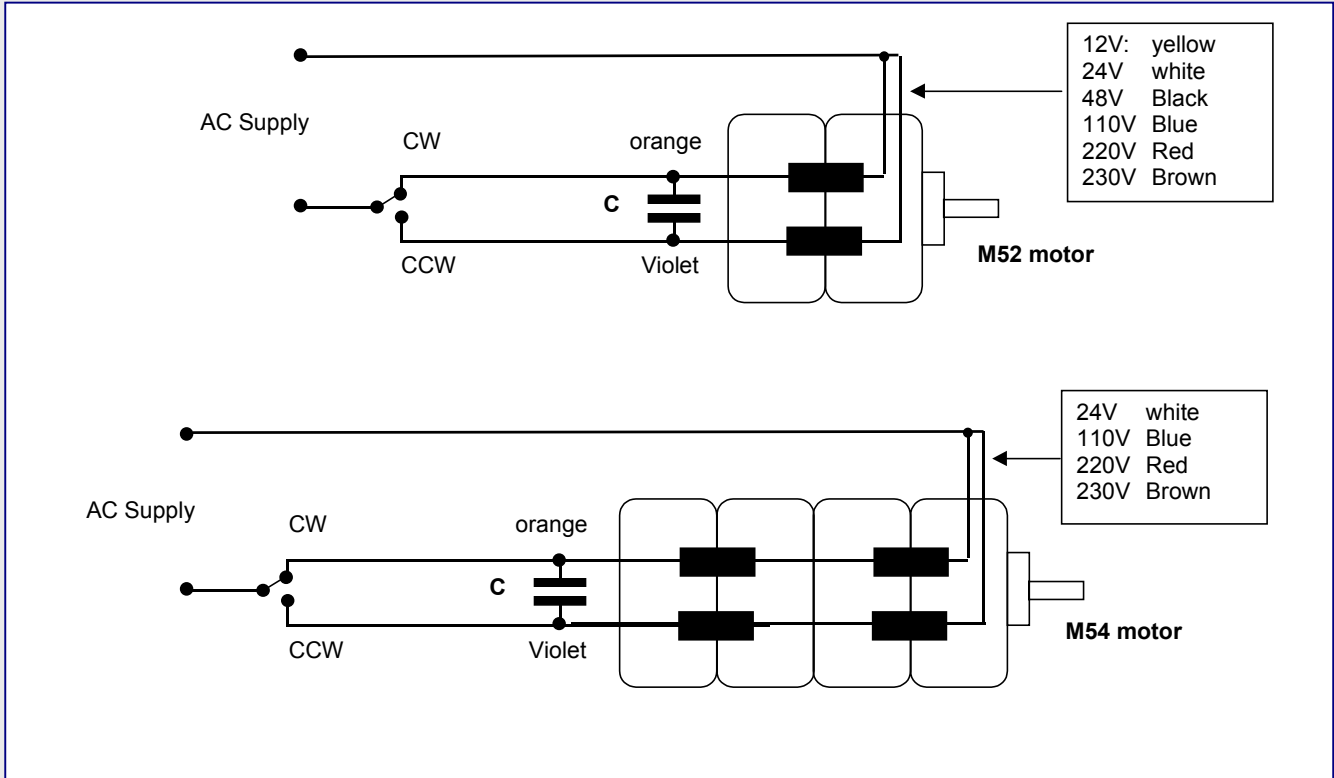 12V: yellow
24V white
48V Black
110V Blue
220V Red
230V Brown
AC Supply
CW
orange
C
CCW
Violet
M52 motor
24V white
110V Blue
220V Red
230V Brown
AC Supply
CW
orange
C
CCW
Violet
M54 motor